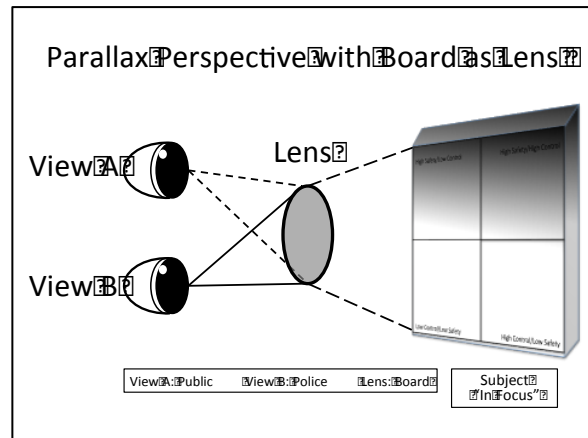 Parallax Perspective with Board as Lens
View A
Lens
High Safety/Low Control
High Safety/High Control
View B
Low Control/Low Safety
High Control/Low Safety
View A: Public View B: Police Lens: Board
Subject
"In Focus"